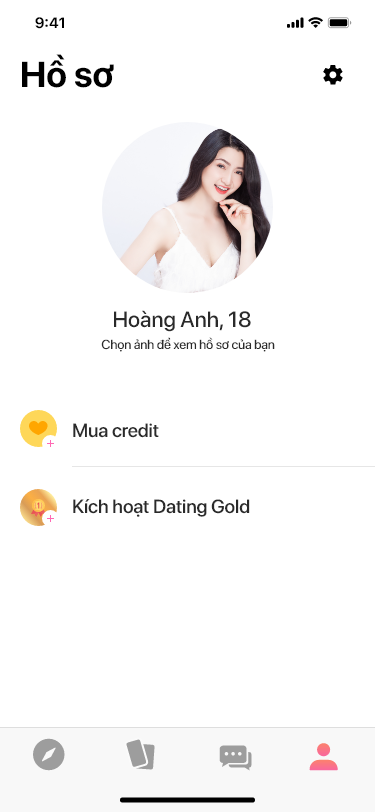 9:41
Hồ sơ
Hoàng Anh, 18
Chọn ảnh để xem hồ sơ của bạn
Mua credit
Kích hoạt Dating Gold